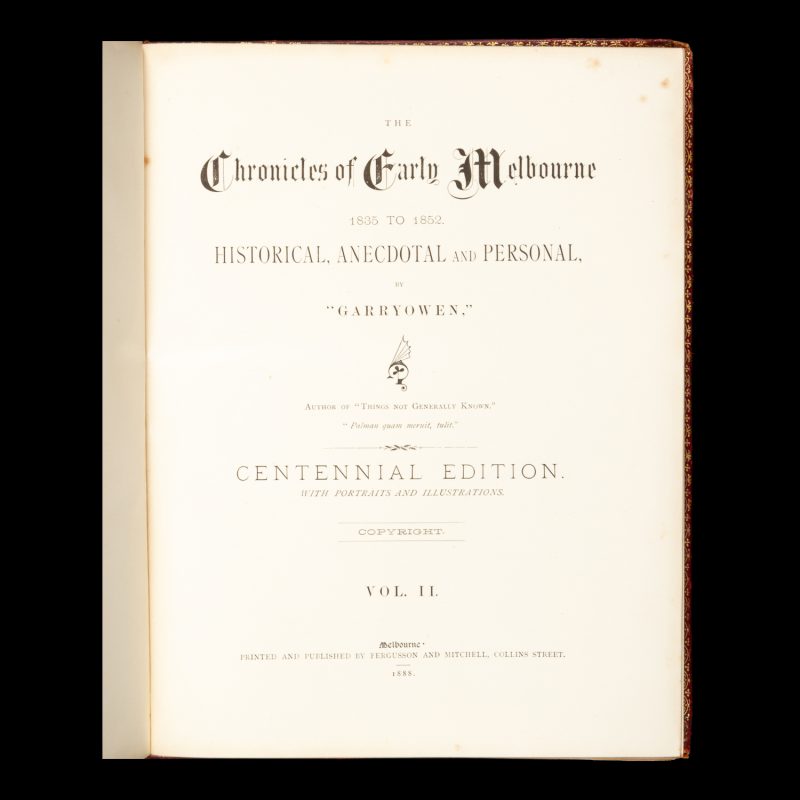 THE
Chronicles of Early Melbourne
1835 TO 1852.
HISTORICAL, ANECDOTAL AND PERSONAL,
BY
"GARRYOWEN,"
AUTHOR OF "THINGS NOT GENERALLY KNOWN."
"Palman quam meruit, tulit."
CENTENNIAL EDITION.
WITH PORTRAITS AND ILLUSTRATIONS.
COPYRIGHT.
VOL. II.
Melbourne:
PRINTED AND PUBLISHED BY FERGUSSON AND MITCHELL, COLLINS STREET.
1888.